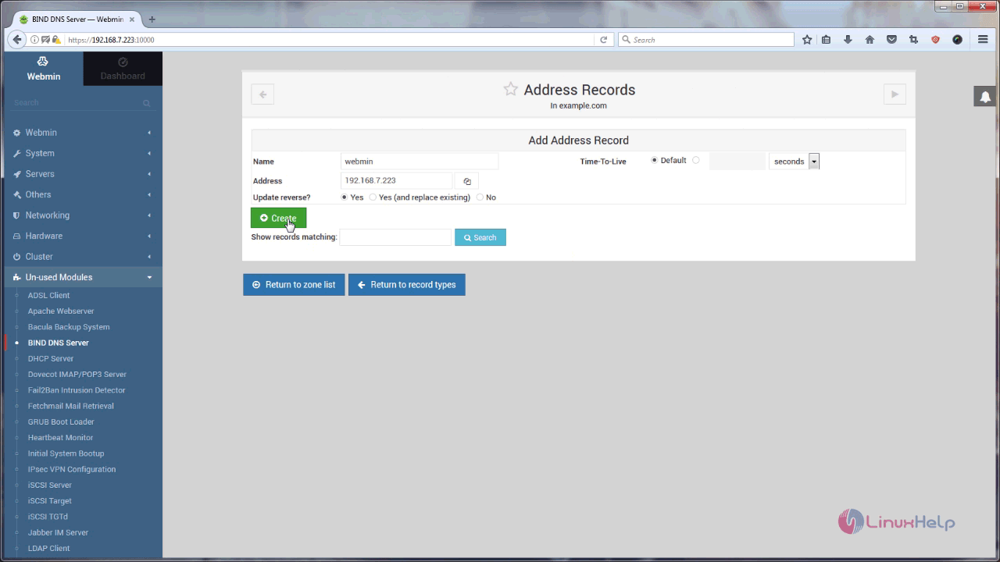 BIND DNS Server — Webmin
https://192.168.7.223:10000
Search
Webmin
Dashboard
Search
Webmin
System
Servers
Others
Networking
Hardware
Cluster
Un-used Modules
ADSL Client
Apache Webserver
Bacula Backup System
BIND DNS Server
DHCP Server
Dovecot IMAP/POP3 Server
Fail2Ban Intrusion Detector
Fetchmail Mail Retrieval
GRUB Boot Loader
Heartbeat Monitor
Initial System Bootup
IPsec VPN Configuration
iSCSI Server
iSCSI Target
iSCSI TGTd
Jabber IM Server
LDAP Client
Address Records
In example.com
Add Address Record
Name webmin Time-To-Live Default seconds
Address 192.168.7.223
Update reverse? Yes Yes (and replace existing) No
Create
Show records matching: Search
Return to zone list Return to record types
LinuxHelp